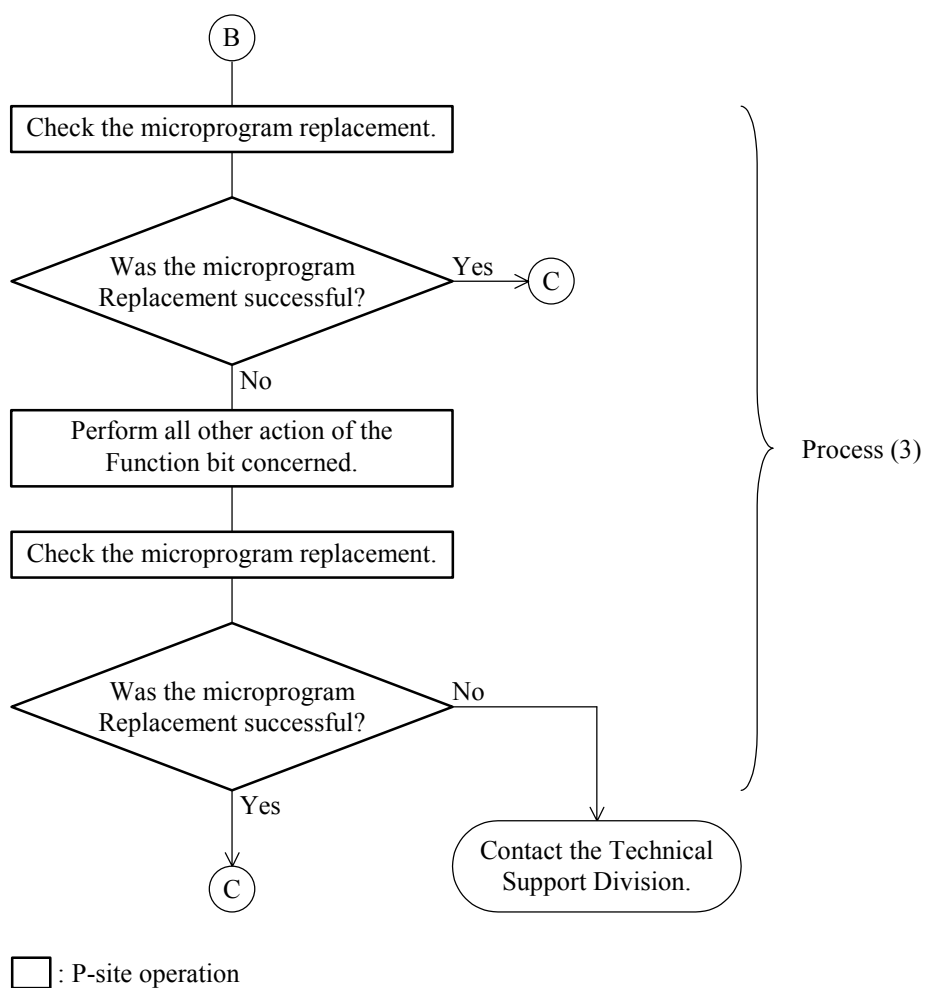 B
Check the microprogram replacement.
Was the microprogram
Replacement successful?
Yes
C
No
Perform all other action of the
Function bit concerned.
Process (3)
Check the microprogram replacement.
Was the microprogram
Replacement successful?
No
Yes
C
Contact the Technical
Support Division.
: P-site operation